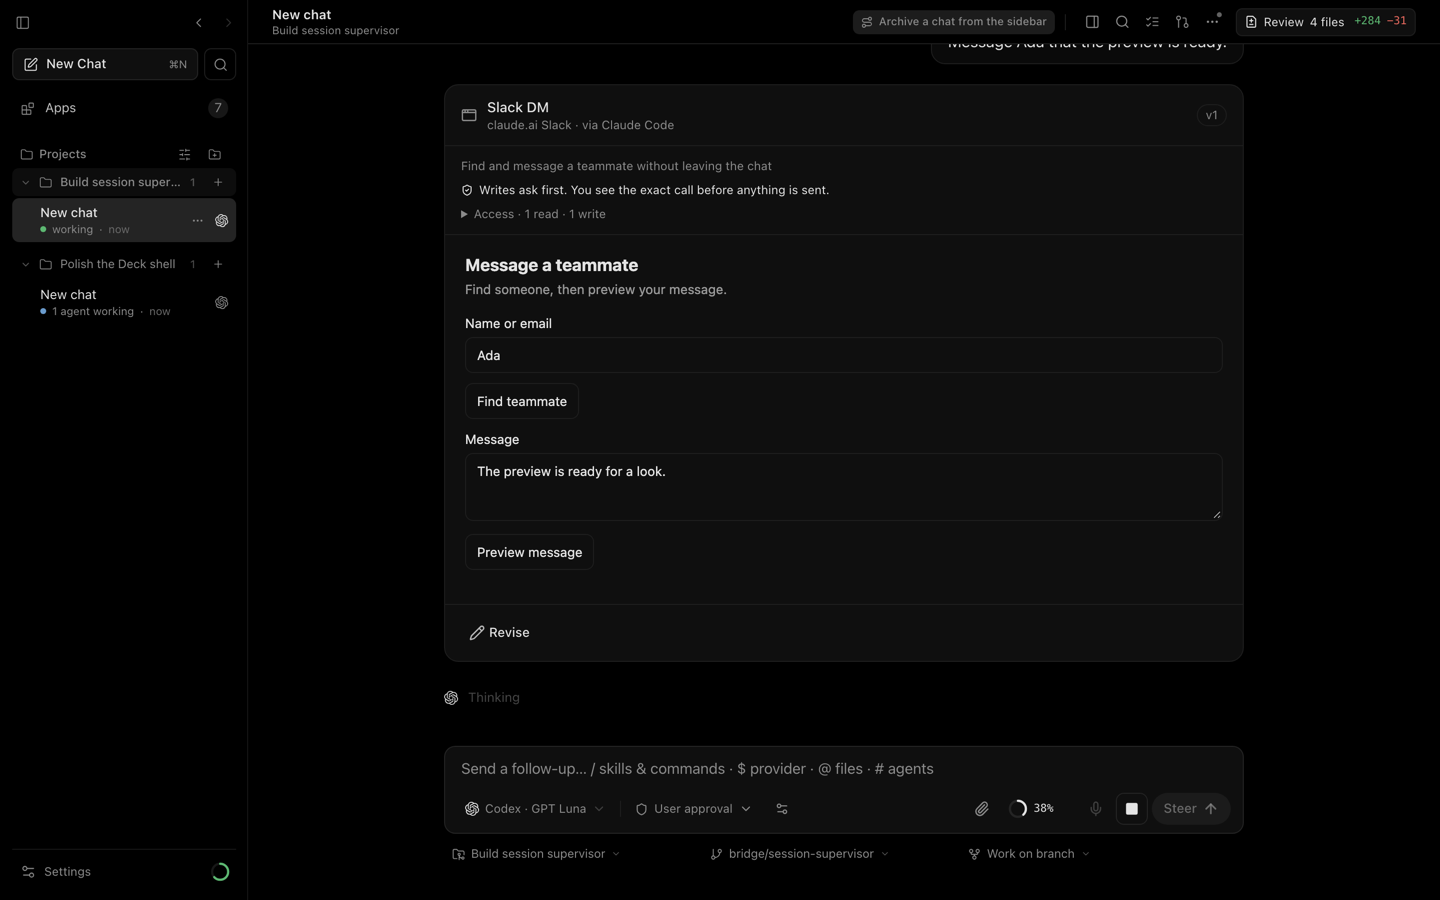 New Chat
⌘N
Apps
7
Projects
Build session super...
1
New chat
working · now
Polish the Deck shell
1
New chat
1 agent working · now
Settings
New chat
Build session supervisor
Archive a chat from the sidebar
Review 4 files +284 −31
Message Ada that the preview is ready.
Slack DM
claude.ai Slack · via Claude Code
v1
Find and message a teammate without leaving the chat
Writes ask first. You see the exact call before anything is sent.
Access · 1 read · 1 write
Message a teammate
Find someone, then preview your message.
Name or email
Ada
Find teammate
Message
The preview is ready for a look.
Preview message
Revise
Thinking
Send a follow-up... / skills & commands · $ provider · @ files · # agents
Codex · GPT Luna
User approval
38%
Steer
Build session supervisor
bridge/session-supervisor
Work on branch